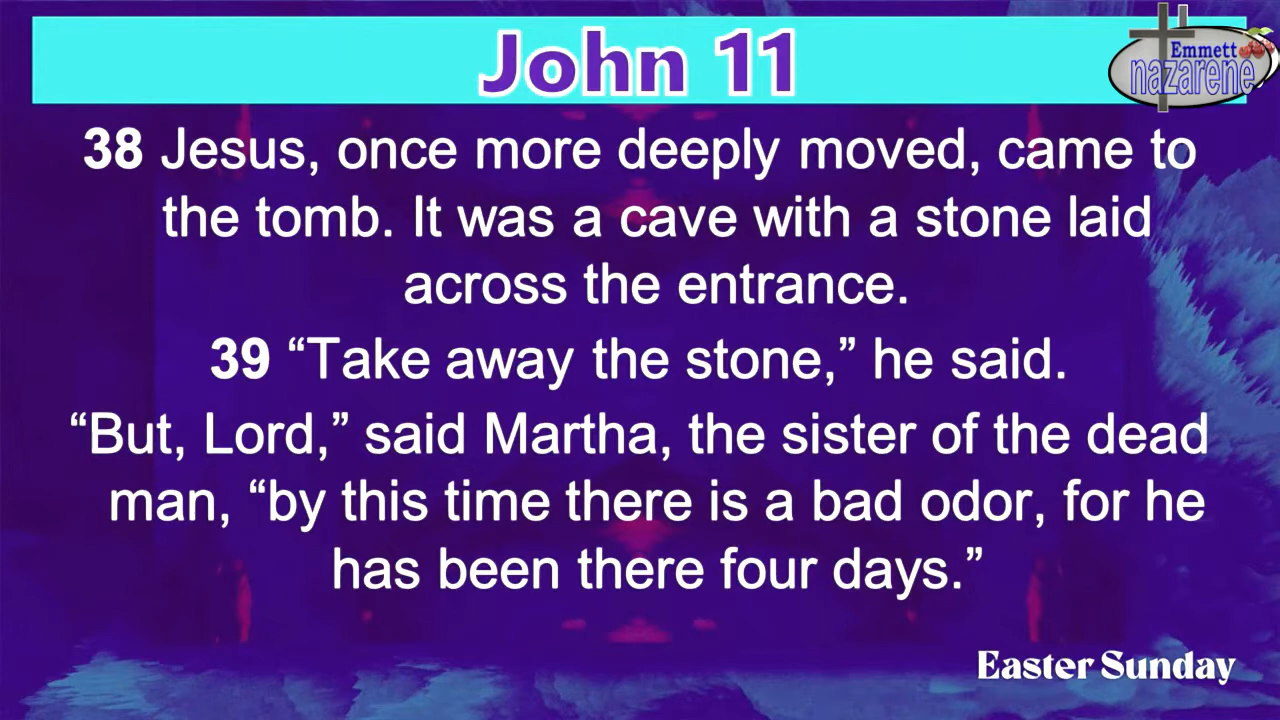 John 11
Emmett
nazarene
38 Jesus, once more deeply moved, came to
the tomb. It was a cave with a stone laid
across the entrance.
39 “Take away the stone,” he said.
“But, Lord,” said Martha, the sister of the dead
man, “by this time there is a bad odor, for he
has been there four days.”
Easter Sunday